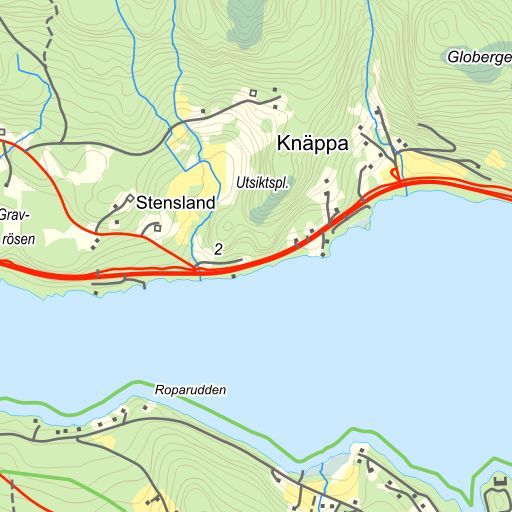 Globerge
Knäppa
Utsiktspl.
Stensland
Grav-
rösen
2
Roparudden